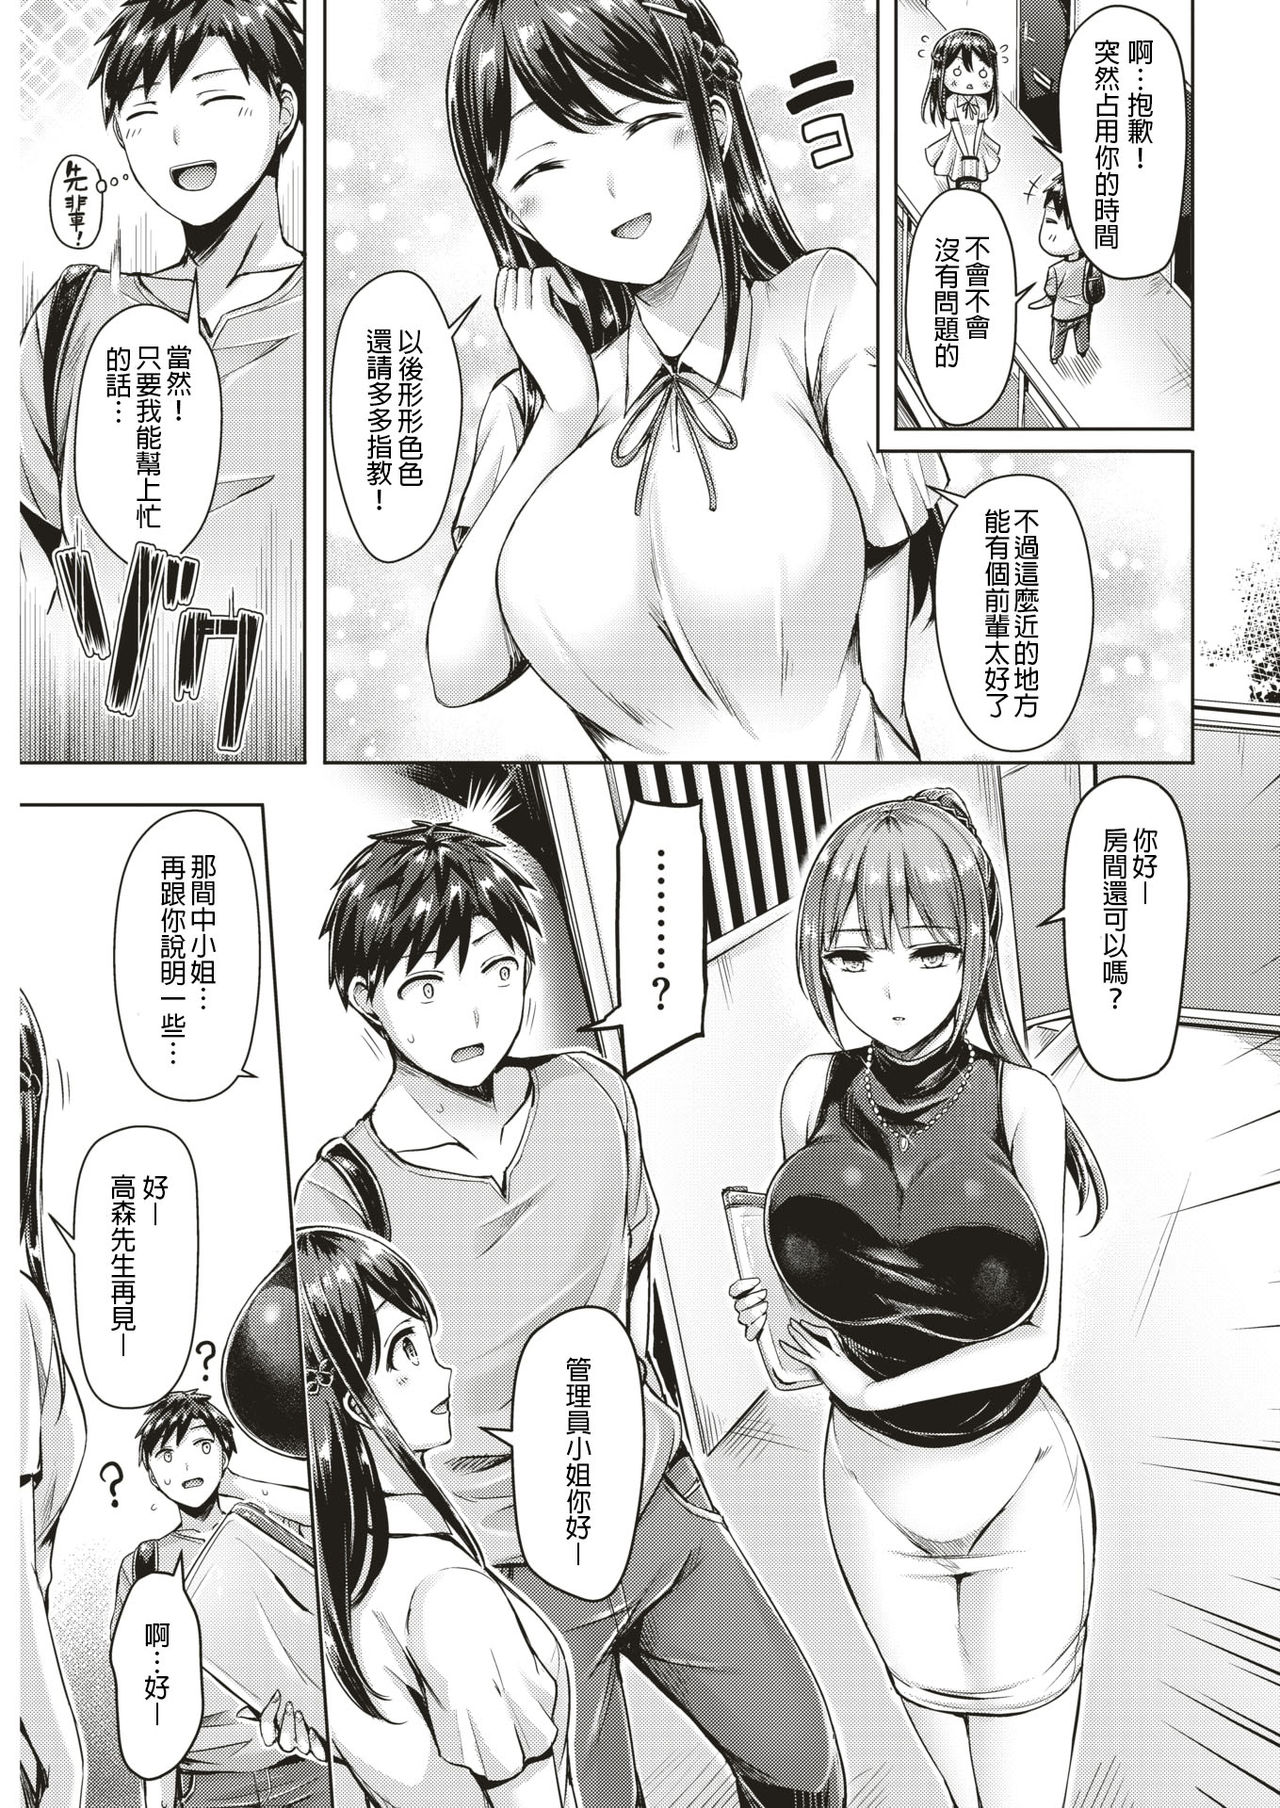 啊…抱歉！
突然占用你的時間
不會不會
沒有問題的
不過這麼近的地方
能有個前輩太好了
ニコ
以後形形色色
還請多多指教！
當然！
只要我能幫上忙
的話…
先輩！
ゾク
你好—
房間還可以嗎？
………？
管理員小姐你好—
那間中小姐…
再跟你說明一些…
好—
高森先生再見—
？
？
啊…好—